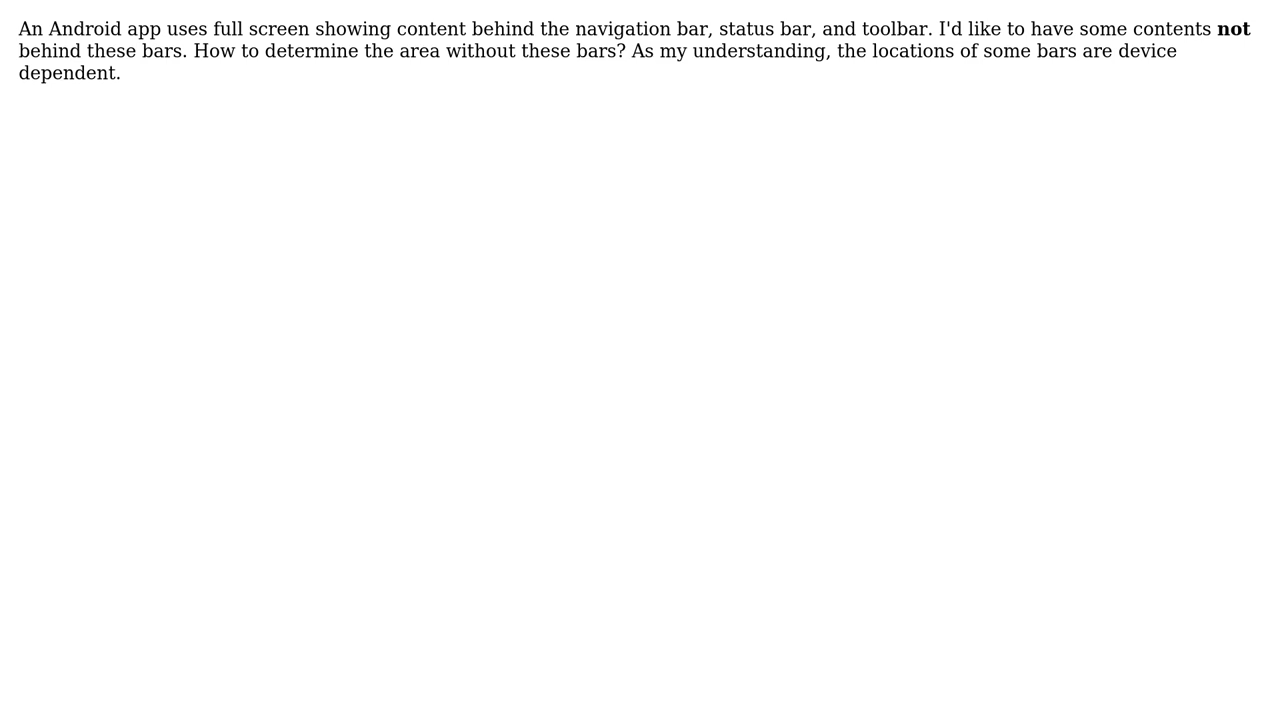 An Android app uses full screen showing content behind the navigation bar, status bar, and toolbar. I'd like to have some contents not
behind these bars. How to determine the area without these bars? As my understanding, the locations of some bars are device
dependent.